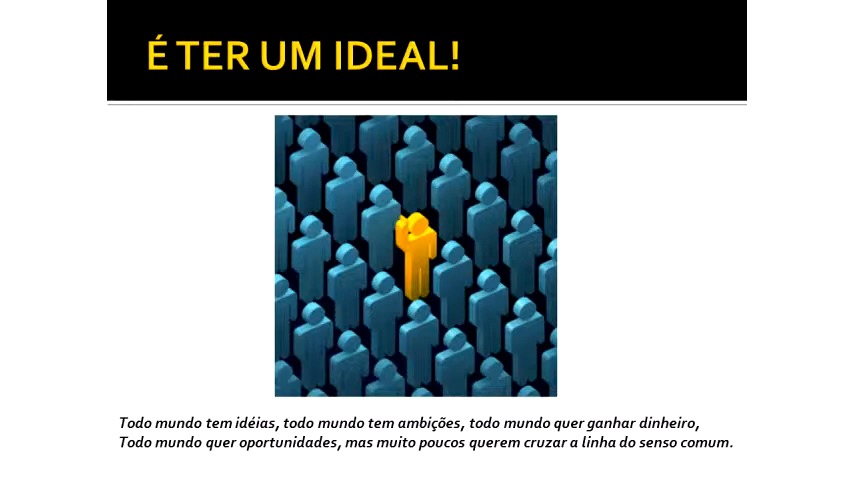 É TER UM IDEAL!
Todo mundo tem idéias, todo mundo tem ambições, todo mundo quer ganhar dinheiro,
Todo mundo quer oportunidades, mas muito poucos querem cruzar a linha do senso comum.